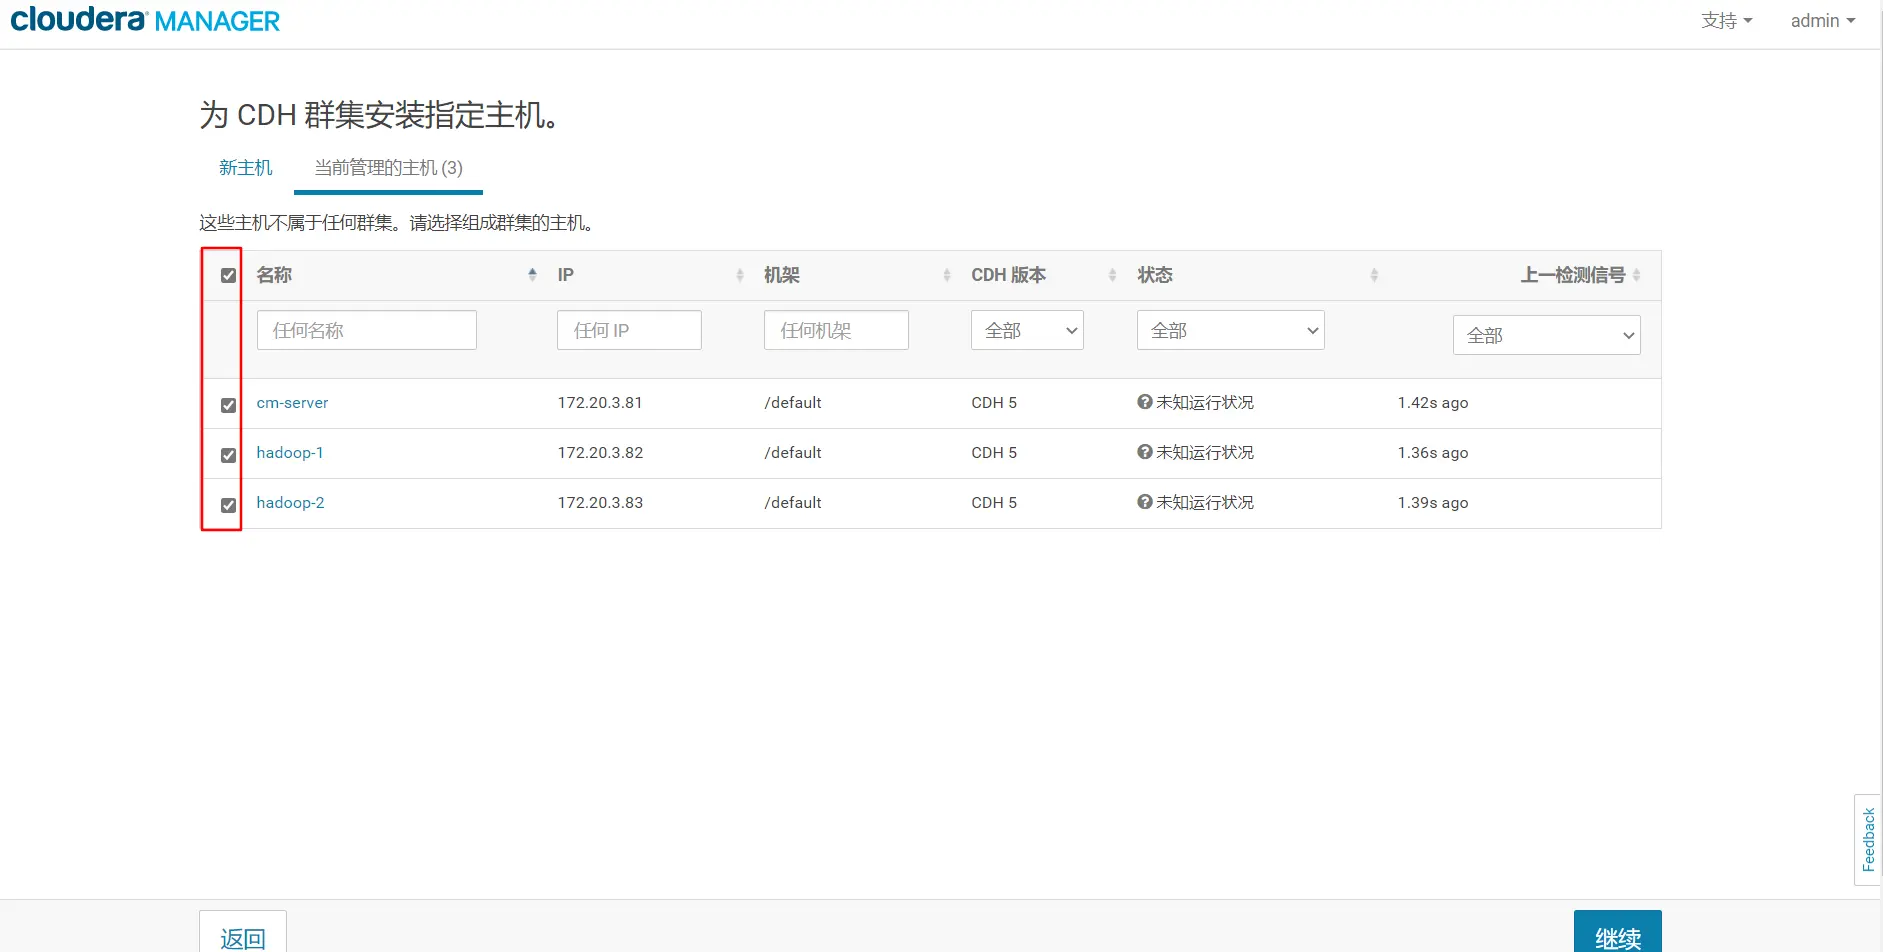 cloudera MANAGER
支持 admin
为 CDH 群集安装指定主机。
新主机 当前管理的主机 (3)
这些主机不属于任何群集。请选择组成群集的主机。
名称 IP 机架 CDH 版本 状态 上一检测信号
任何名称 任何 IP 任何机架 全部 全部 全部
cm-server 172.20.3.81 /default CDH 5 未知运行状况 1.42s ago
hadoop-1 172.20.3.82 /default CDH 5 未知运行状况 1.36s ago
hadoop-2 172.20.3.83 /default CDH 5 未知运行状况 1.39s ago
Feedback
返回 继续